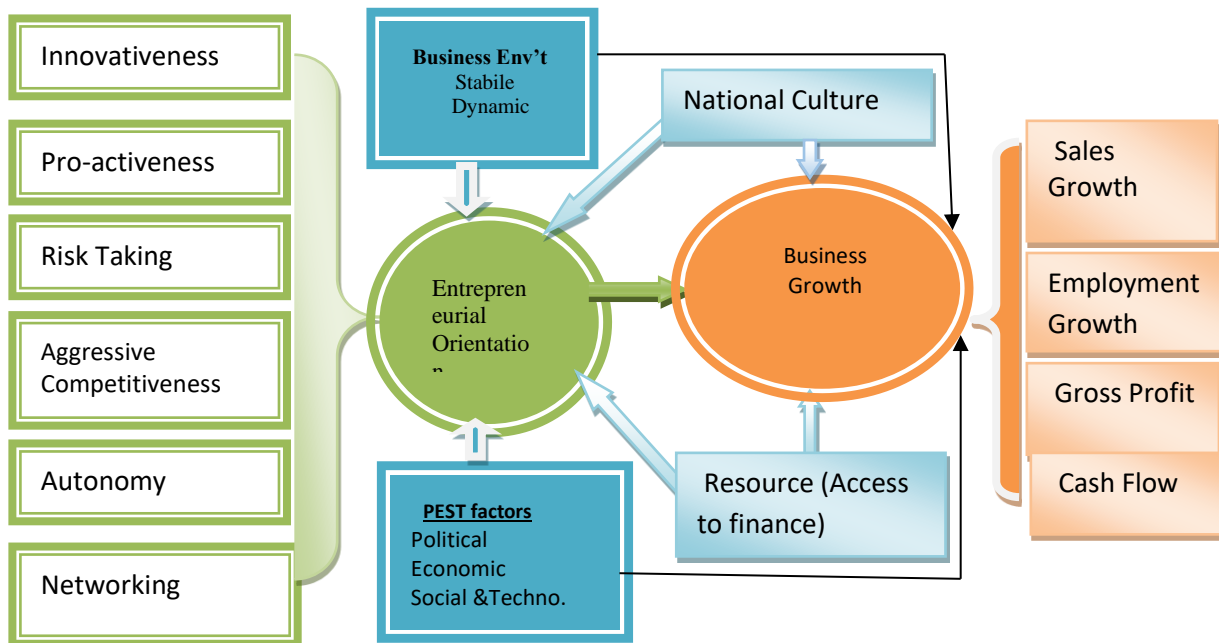 Innovativeness
Pro-activeness
Risk Taking
Aggressive
Competitiveness
Autonomy
Networking
Business Env’t
Stabile
Dynamic
National Culture
Entrepren
eurial
Orientatio
n
Business
Growth
PEST factors
Political
Economic
Social &Techno.
Resource (Access
to finance)
Sales
Growth
Employment
Growth
Gross Profit
Cash Flow